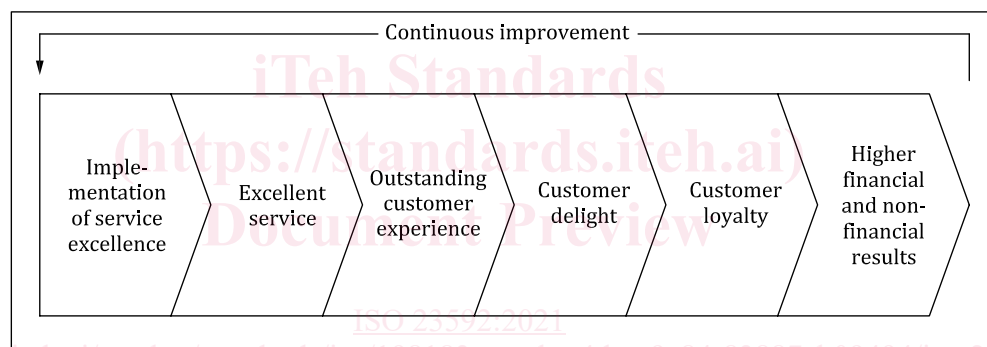 Continuous improvement
iTeh Standards
(https://standards.iteh.ai)
Document Preview
Imple-
mentation
of service
excellence
Excellent
service
Outstanding
customer
experience
Customer
delight
Customer
loyalty
Higher
financial
and non-
financial
results
ISO 23592:2021